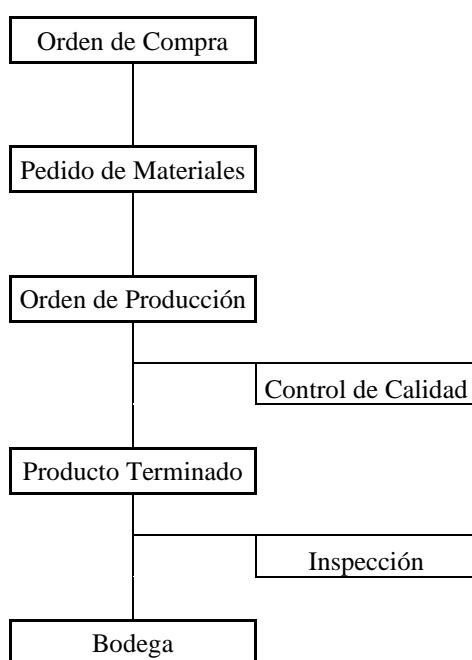 Orden de Compra
Pedido de Materiales
Orden de Producción
Control de Calidad
Producto Terminado
Inspección
Bodega